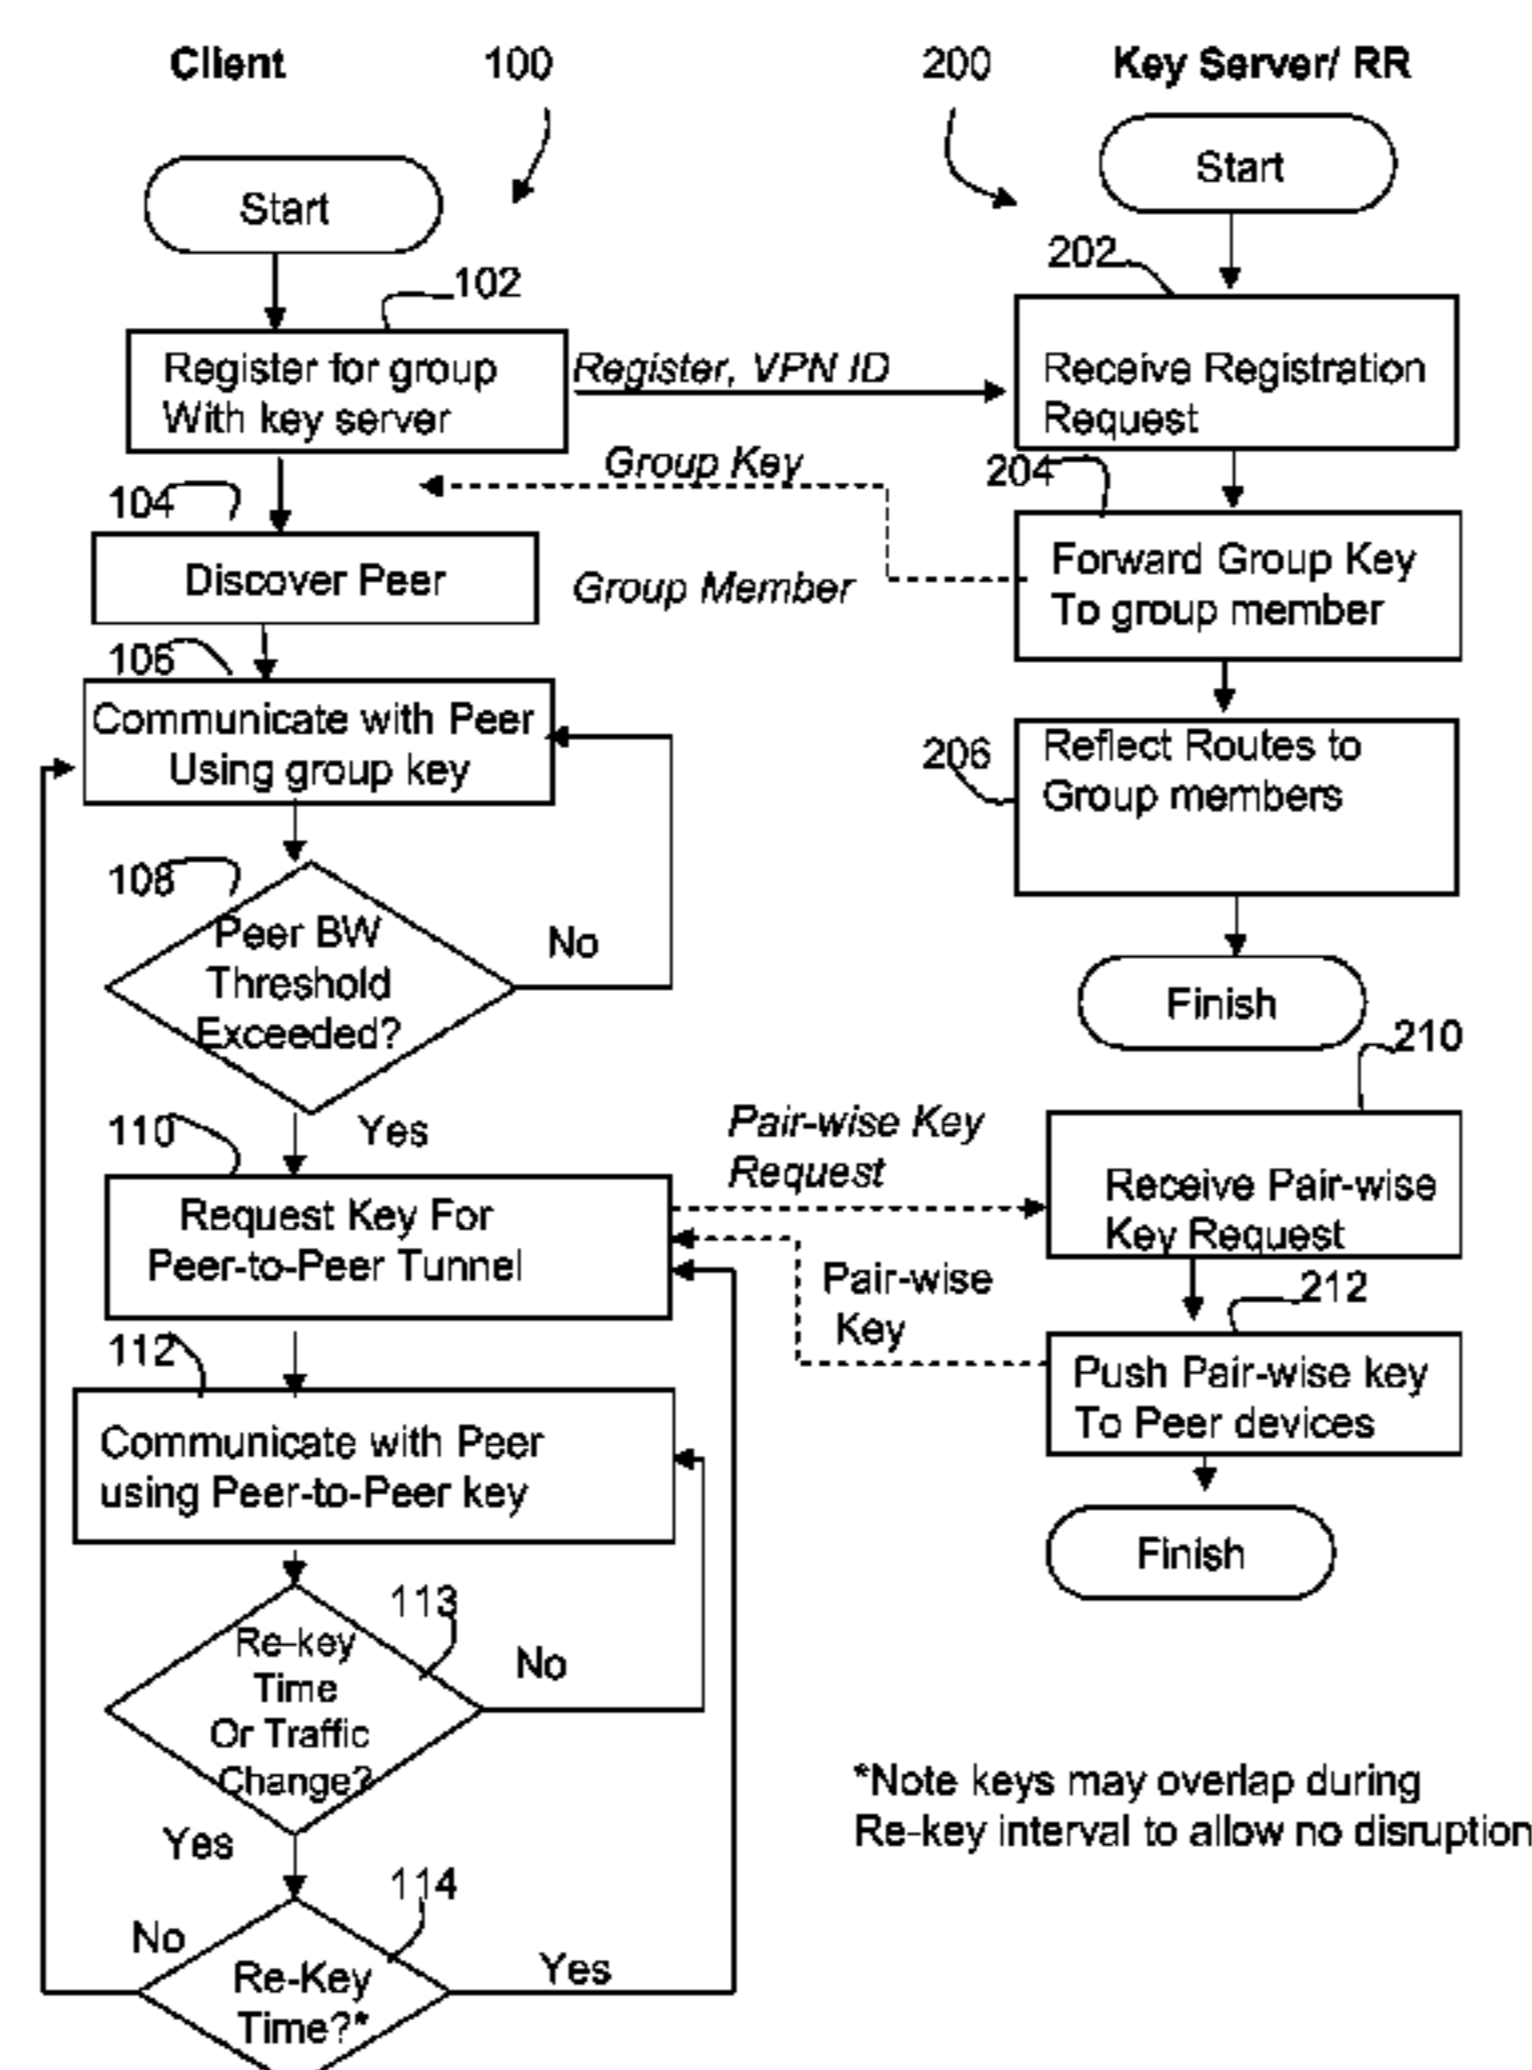 Client
100
200
Key Server/ RR
Start
Start
202
102
Register for group
With key server
Register, VPN ID
Receive Registration
Request
Group Key
204
104
Forward Group Key
To group member
Discover Peer
Group Member
106
Communicate with Peer
Using group key
206
Reflect Routes to
Group members
108
Peer BW
Threshold
Exceeded?
No
Finish
210
110
Yes
Pair-wise Key
Request
Receive Pair-wise
Key Request
Request Key For
Peer-to-Peer Tunnel
Pair-wise
Key
212
112
Push Pair-wise key
To Peer devices
Communicate with Peer
using Peer-to-Peer key
Finish
113
Re-key
Time
Or Traffic
Change?
No
*Note keys may overlap during
Re-key interval to allow no disruption
Yes
114
No
Re-Key
Time?*
Yes